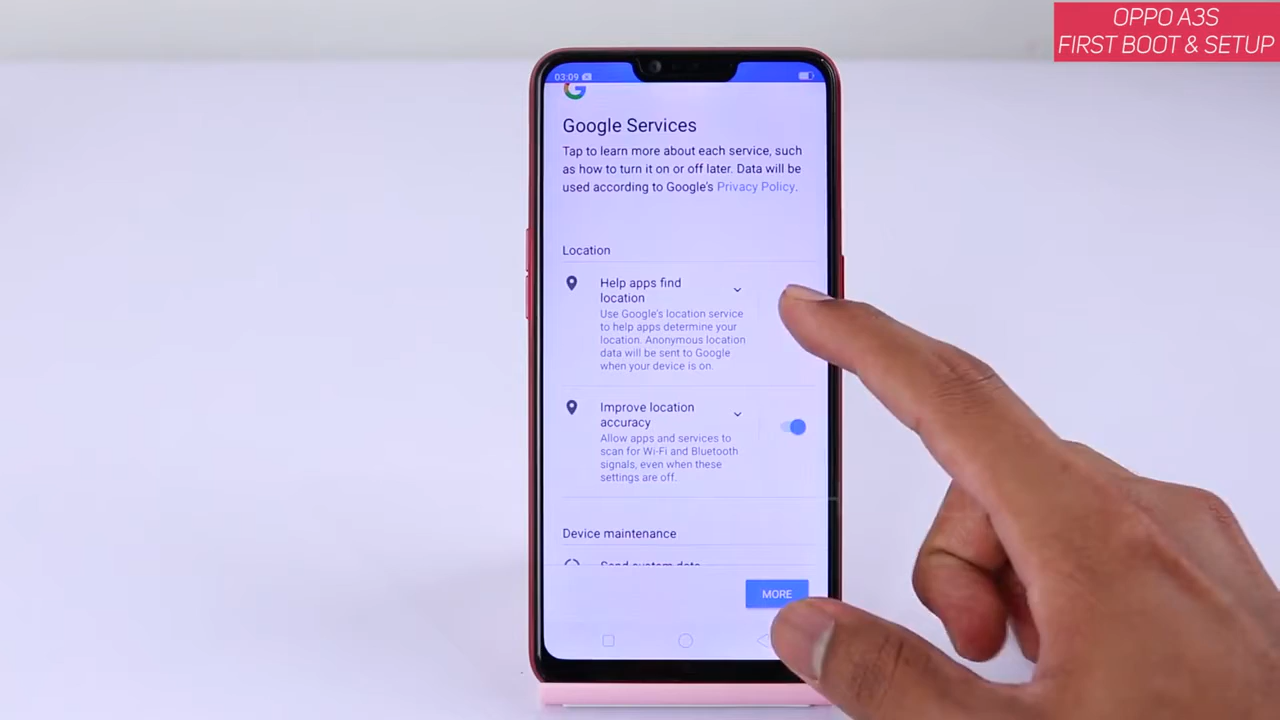 OPPO A3S
FIRST BOOT & SETUP
03:09
Google Services
Tap to learn more about each service, such
as how to turn it on or off later. Data will be
used according to Google's Privacy Policy.
Location
Help apps find
location
Use Google's location service
to help apps determine your
location. Anonymous location
data will be sent to Google
when your device is on.
Improve location
accuracy
Allow apps and services to
scan for Wi-Fi and Bluetooth
signals, even when these
settings are off.
Device maintenance
Send system data
MORE